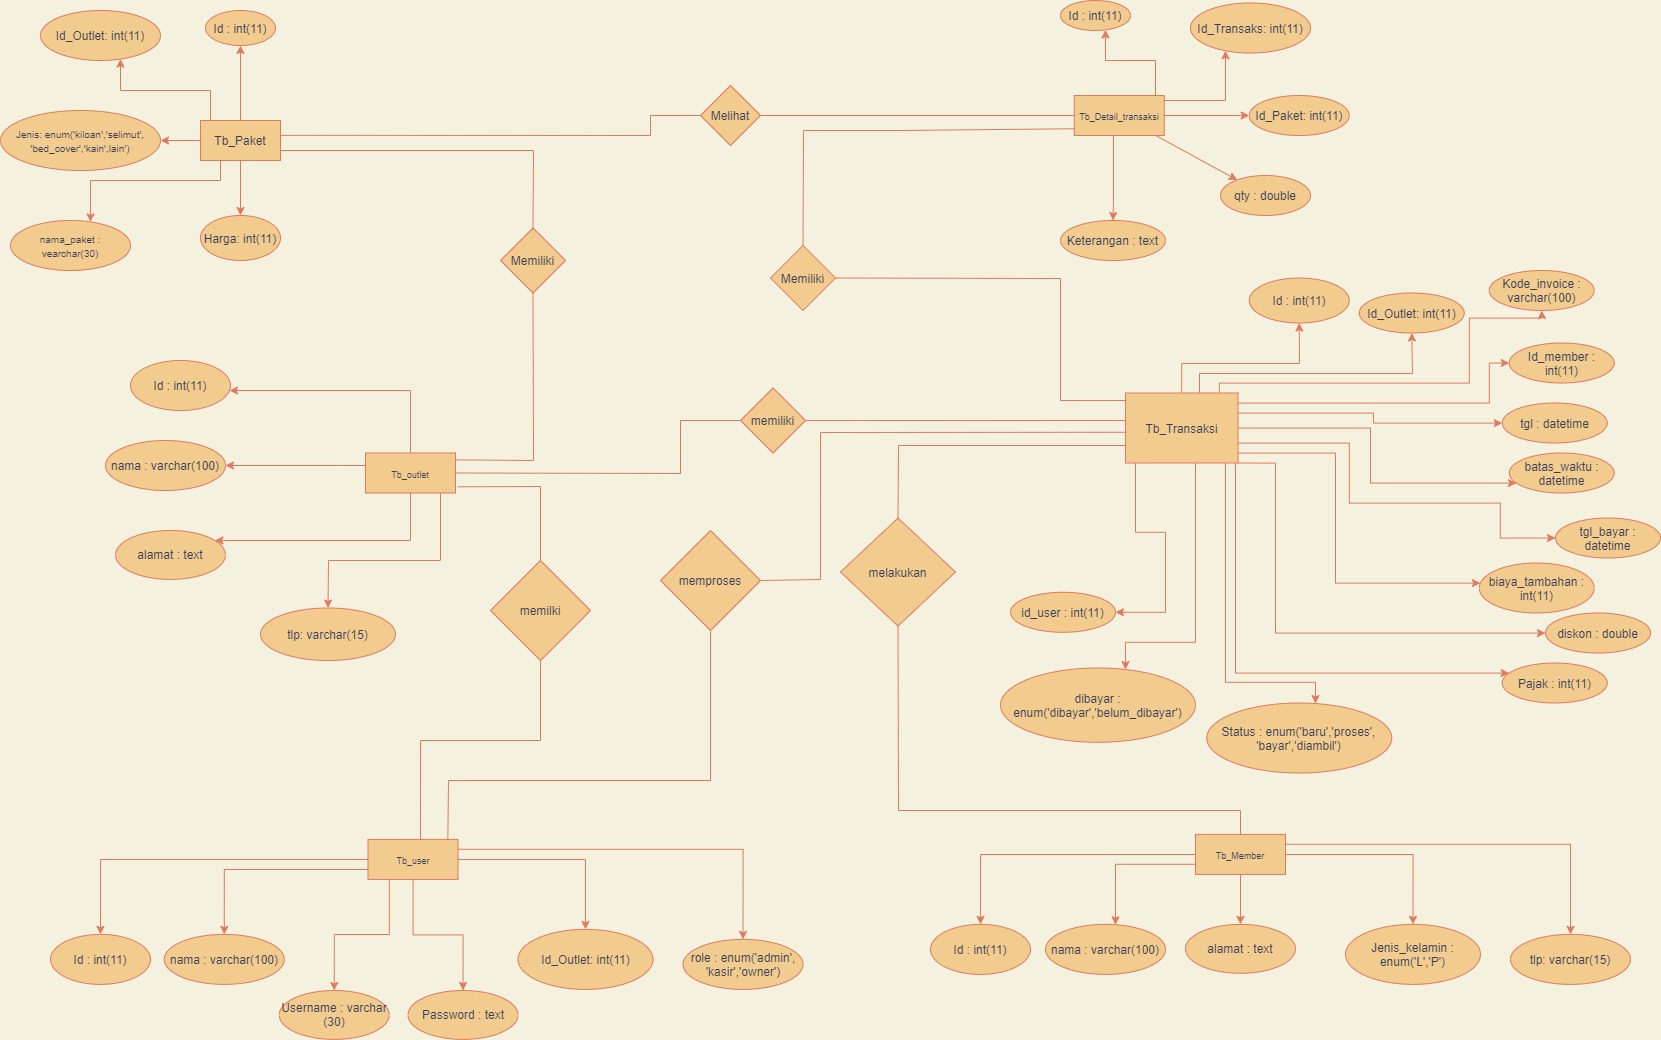 Id_Outlet: int(11)
Id : int(11)
Id : int(11)
Id_Transaks: int(11)
Jenis: enum('kiloan','selimut',
'bed_cover','kain',lain')
Tb_Paket
Melihat
Tb_Detail_transaksi
Id_Paket: int(11)
nama_paket :
vearchar(30)
Harga: int(11)
qty : double
Keterangan : text
Memiliki
Memiliki
Id : int(11)
Id_Outlet: int(11)
Kode_invoice :
varchar(100)
Id_member :
int(11)
Id : int(11)
memiliki
Tb_Transaksi
tgl : datetime
nama : varchar(100)
Tb_outlet
batas_waktu :
datetime
alamat : text
tgl_bayar :
datetime
memproses
melakukan
biaya_tambahan :
int(11)
tlp: varchar(15)
memilki
id_user : int(11)
diskon : double
Pajak : int(11)
dibayar :
enum('dibayar','belum_dibayar')
Status : enum('baru','proses',
'bayar','diambil')
Tb_user
Tb_Member
Id : int(11)
nama : varchar(100)
Id_Outlet: int(11)
role : enum('admin',
'kasir','owner')
Id : int(11)
nama : varchar(100)
alamat : text
Jenis_kelamin :
enum('L','P')
tlp: varchar(15)
Username : varchar
(30)
Password : text